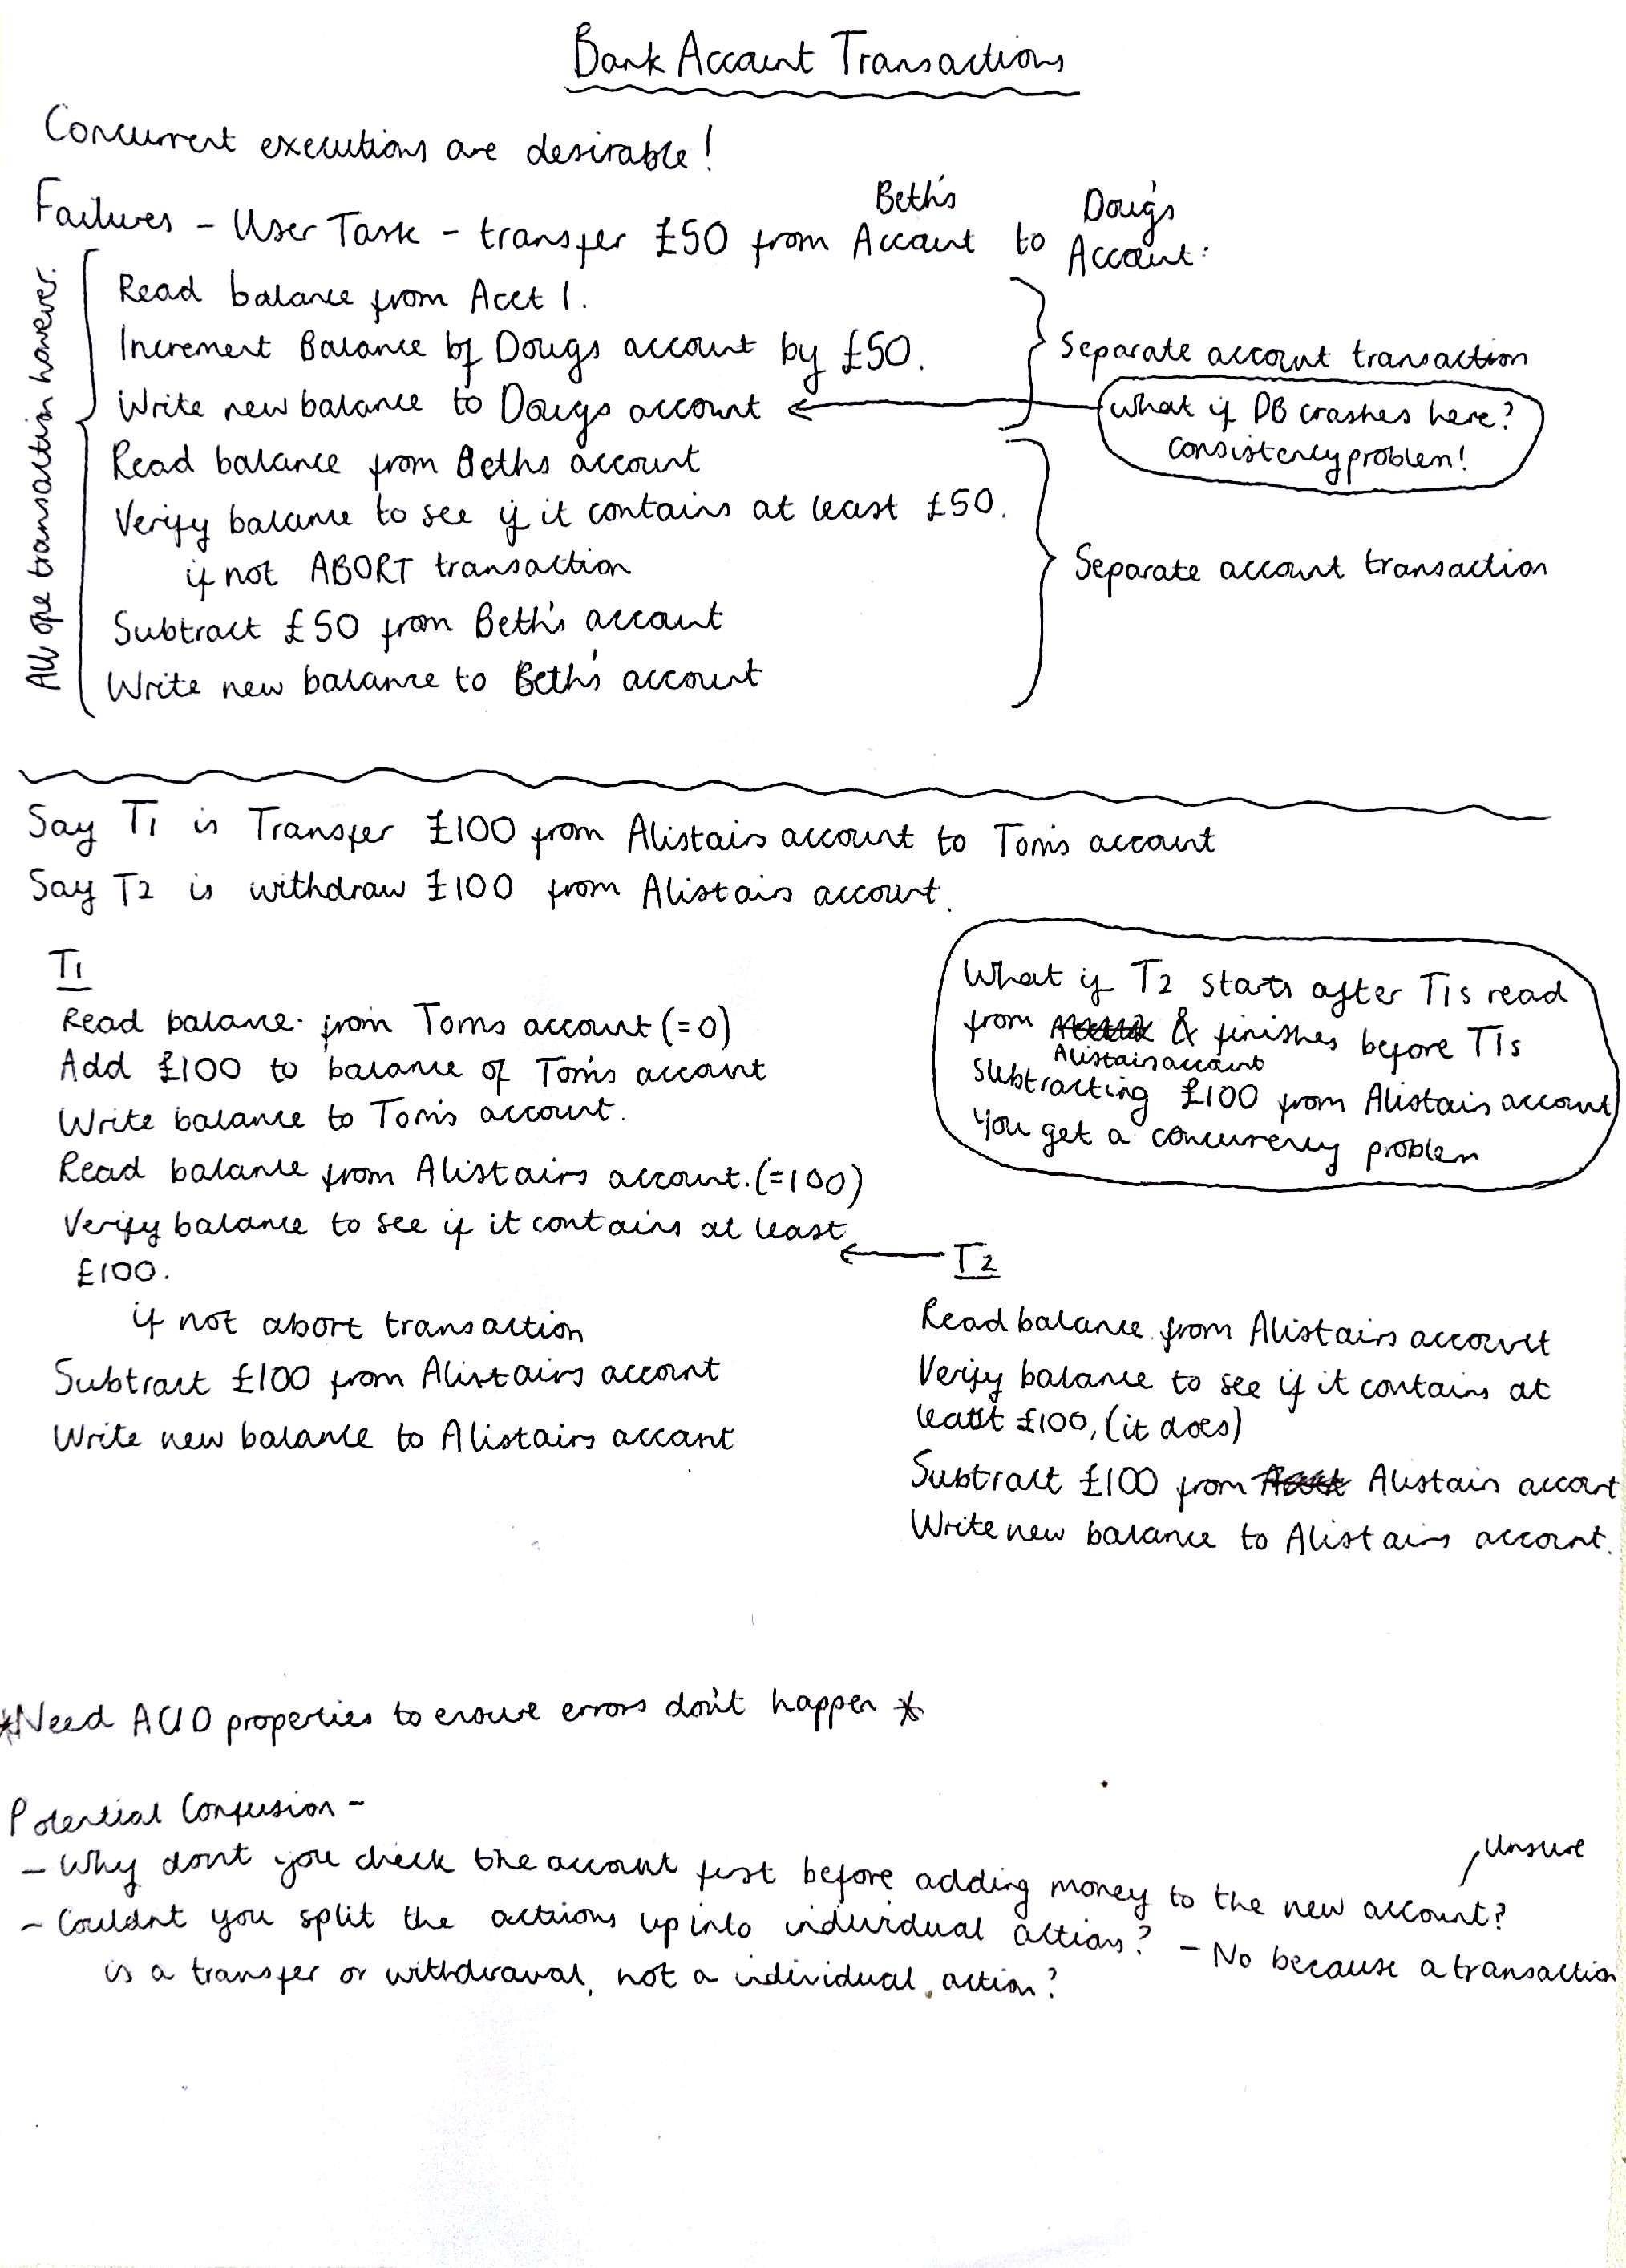 Bank Account Transactions
Concurrent executions are desirable!
Beth's Doug's
Failures - User Task - transfer £50 from Account to Account:
All one transaction however.
Read balance from Acct 1.
Increment Balance of Dougs account by £50.
Write new balance to Dougs account
Separate account transaction
What if DB crashes here?
consistency problem!
Read balance from Beths account
Verify balance to see if it contains at least £50.
if not ABORT transaction
Subtract £50 from Beth's account
Write new balance to Beth's account
Separate account transaction
Say T1 is Transfer £100 from Alistairs account to Tom's account
Say T2 is withdraw £100 from Alistairs account.
T1
Read balance from Toms account (=0)
Add £100 to balance of Tom's account
Write balance to Tom's account.
Read balance from Alistairs account. (=100)
Verify balance to see if it contains at least
£100.
if not abort transaction
Subtract £100 from Alistairs account
Write new balance to Alistairs account
What if T2 starts after T1s read
from & finishes before T1s
Alistairs account
subtracting £100 from Alistairs account
you get a concurrency problem
T2
Read balance from Alistairs account
Verify balance to see if it contains at
least £100, (it does)
Subtract £100 from Alistairs account
Write new balance to Alistairs account.
*Need ACID properties to ensure errors don't happen *
Potential Confusion -
- Why dont you check the account first before adding money to the new account?
Unsure
- Couldnt you split the actions up into individual actions? - No because a transaction
is a transfer or withdrawal, not a individual action?